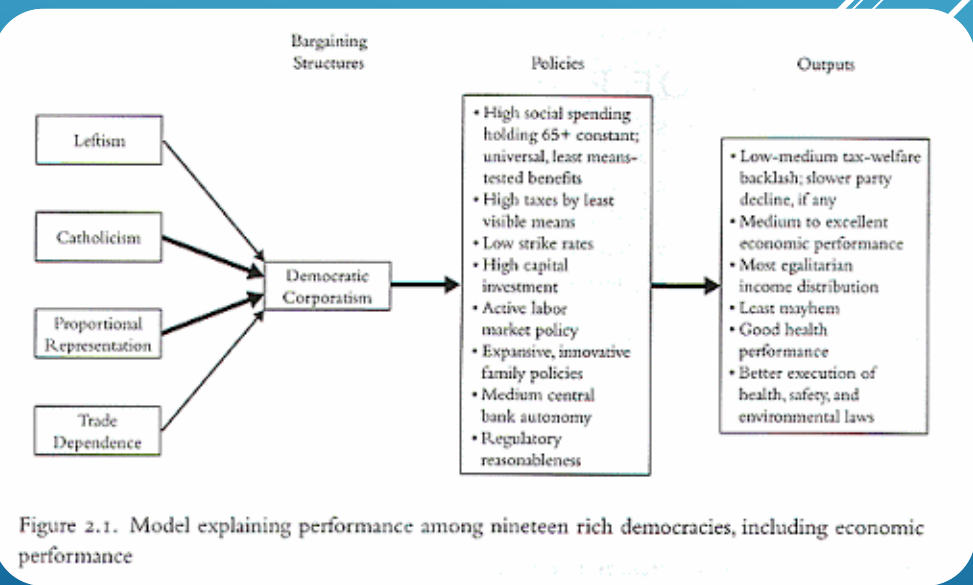 Bargaining
Structures
Policies
Outputs
Leftism
Catholicism
Proportional
Representation
Trade
Dependence
Democratic
Corporatism
• High social spending
holding 65+ constant;
universal, least means-
tested benefits
• High taxes by least
visible means
• Low strike rates
• High capital
investment
• Active labor
market policy
• Expansive, innovative
family policies
• Medium central
bank autonomy
• Regulatory
reasonableness
• Low-medium tax-welfare
backlash; slower party
decline, if any
• Medium to excellent
economic performance
• Most egalitarian
income distribution
• Least mayhem
• Good health
performance
• Better execution of
health, safety, and
environmental laws
Figure 2.1. Model explaining performance among nineteen rich democracies, including economic
performance